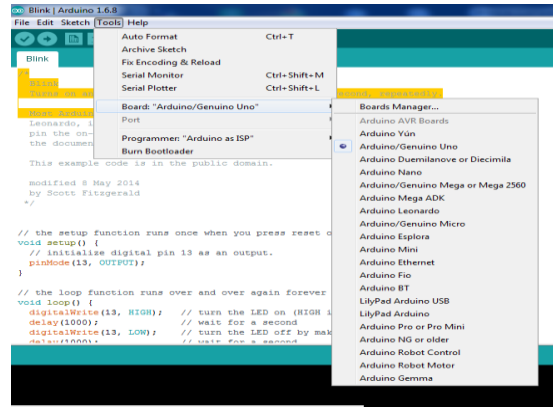 Blink | Arduino 1.6.8
File Edit Sketch Tools Help
Auto Format Ctrl+T
Archive Sketch
Fix Encoding & Reload
Serial Monitor Ctrl+Shift+M
Serial Plotter Ctrl+Shift+L
Board: "Arduino/Genuino Uno"
Port
Programmer: "Arduino as ISP"
Burn Bootloader
Boards Manager...
Arduino AVR Boards
Arduino Yún
Arduino/Genuino Uno
Arduino Duemilanove or Diecimila
Arduino Nano
Arduino/Genuino Mega or Mega 2560
Arduino Mega ADK
Arduino Leonardo
Arduino/Genuino Micro
Arduino Esplora
Arduino Mini
Arduino Ethernet
Arduino Fio
Arduino BT
LilyPad Arduino USB
LilyPad Arduino
Arduino Pro or Pro Mini
Arduino NG or older
Arduino Robot Control
Arduino Robot Motor
Arduino Gemma
Blink
/*
Blink
Turns on an econd, repeatedly.
Most Arduin
Leonardo, i
pin the on-
the documen
This example code is in the public domain.
modified 8 May 2014
by Scott Fitzgerald
*/
// the setup function runs once when you press reset o
void setup() {
// initialize digital pin 13 as an output.
pinMode(13, OUTPUT);
}
// the loop function runs over and over again forever
void loop() {
digitalWrite(13, HIGH); // turn the LED on (HIGH i
delay(1000); // wait for a second
digitalWrite(13, LOW); // turn the LED off by mak
delay(1000); // wait for a second